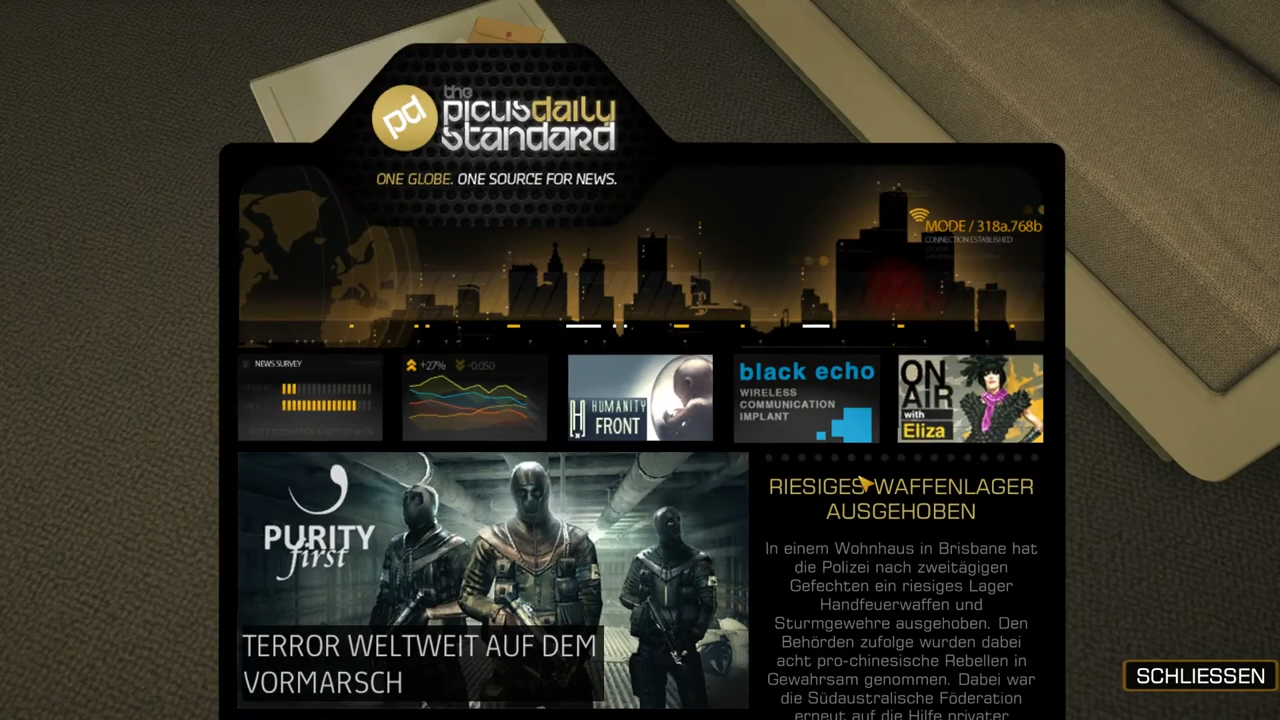 the
picusdaily
standard
pd
ONE GLOBE. ONE SOURCE FOR NEWS.
MODE / 318a.768b
CONNECTION ESTABLISHED
NEWS SURVEY
+27% -0.050
HUMANITY
FRONT
black echo
WIRELESS
COMMUNICATION
IMPLANT
ON
AiR
with
Eliza
PURITY
first
TERROR WELTWEIT AUF DEM
VORMARSCH
RIESIGES WAFFENLAGER
AUSGEHOBEN
In einem Wohnhaus in Brisbane hat
die Polizei nach zweitägigen
Gefechten ein riesiges Lager
Handfeuerwaffen und
Sturmgewehre ausgehoben. Den
Behörden zufolge wurden dabei
acht pro-chinesische Rebellen in
Gewahrsam genommen. Dabei war
die Südaustralische Föderation
erneut auf die Hilfe privater
SCHLIESSEN